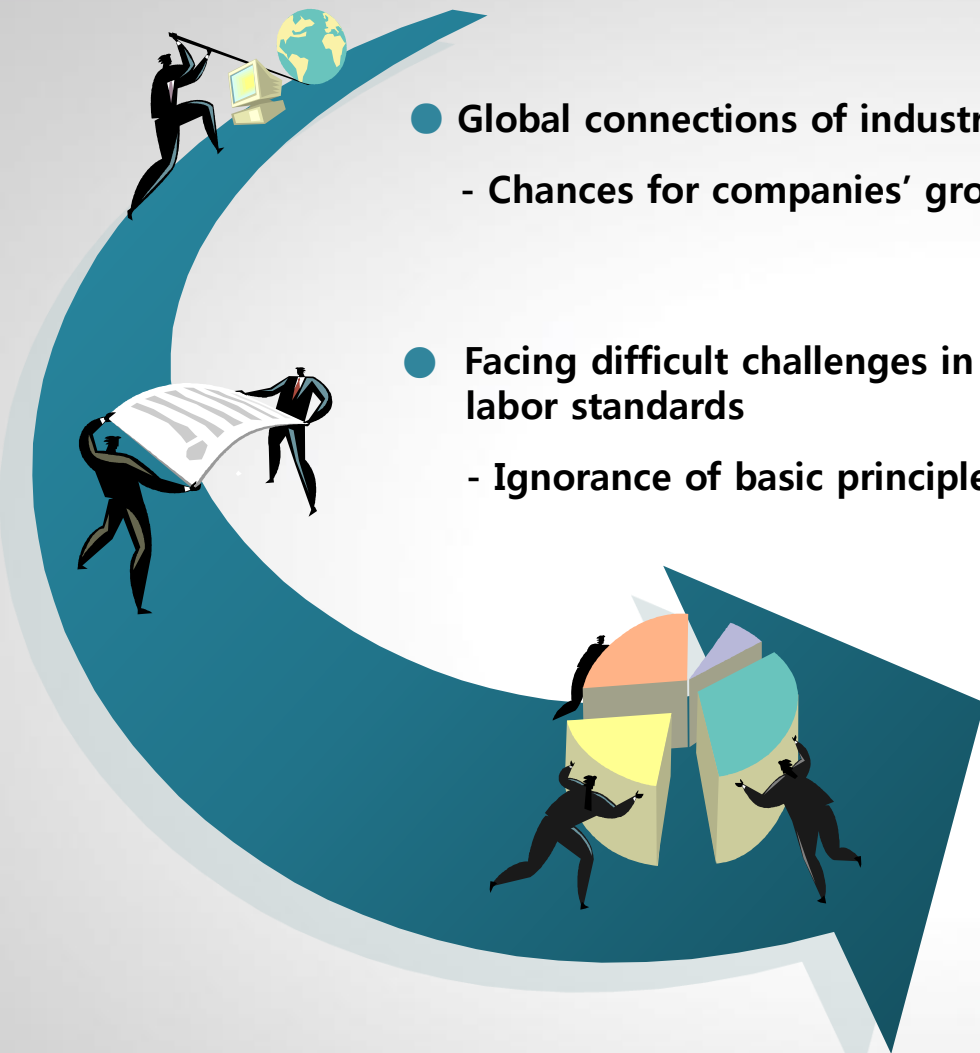 Global connections of industr
- Chances for companies’ gro
Facing difficult challenges in
labor standards
- Ignorance of basic principle